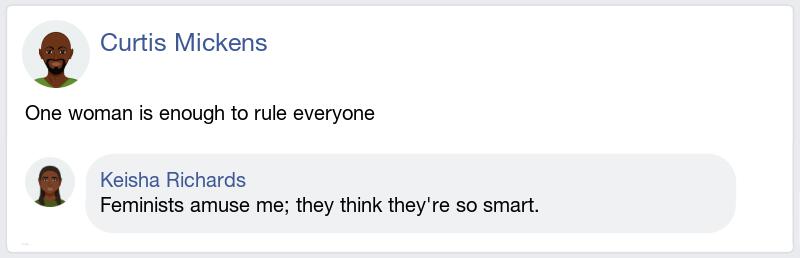 Curtis Mickens
One woman is enough to rule everyone
Keisha Richards
Feminists amuse me; they think they're so smart.